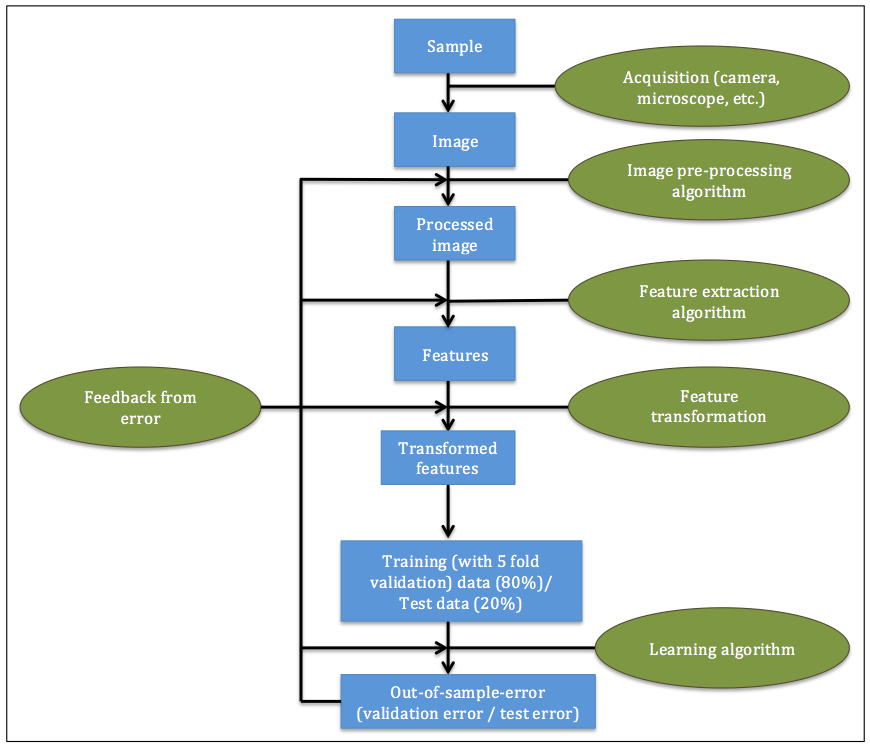 Sample
Acquisition (camera,
microscope, etc.)
Image
Image pre-processing
algorithm
Processed
image
Feature extraction
algorithm
Features
Feedback from
error
Feature
transformation
Transformed
features
Training (with 5 fold
validation) data (80%)/
Test data (20%)
Learning algorithm
Out-of-sample-error
(validation error / test error)